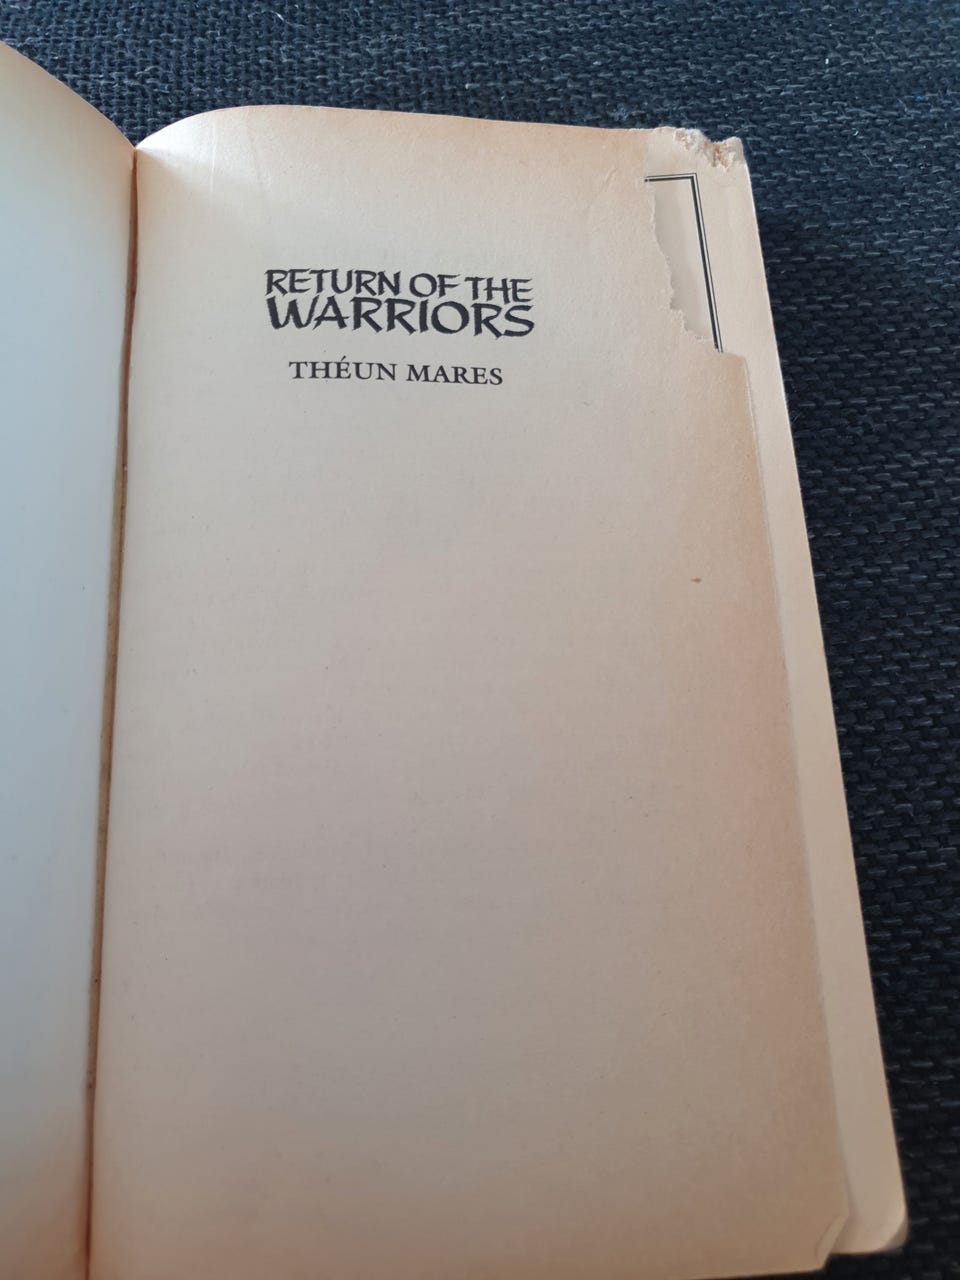 RETURN OF THE
WARRIORS
THÉUN MARES